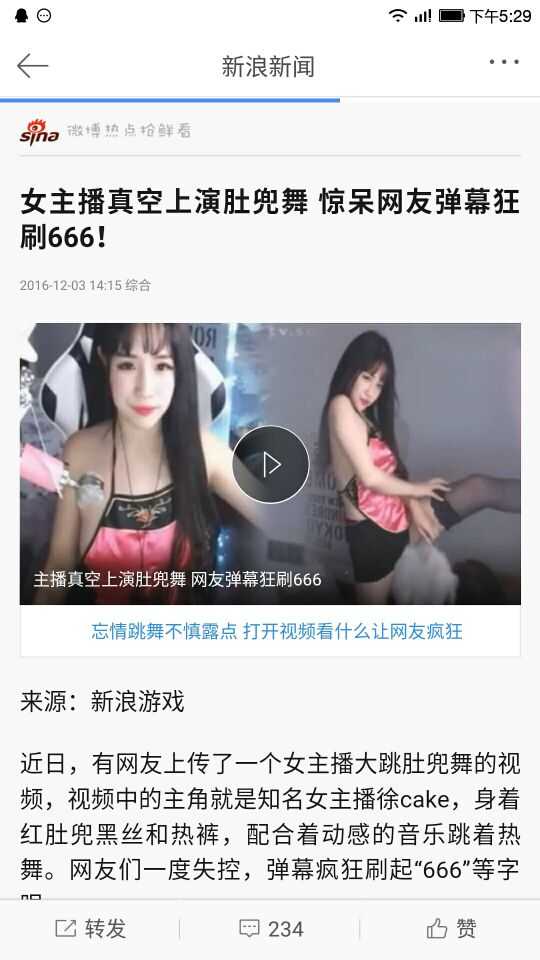 下午5:29
新浪新闻
sina 微博热点抢鲜看
女主播真空上演肚兜舞 惊呆网友弹幕狂
刷666！
2016-12-03 14:15 综合
主播真空上演肚兜舞 网友弹幕狂刷666
忘情跳舞不慎露点 打开视频看什么让网友疯狂
来源：新浪游戏
近日，有网友上传了一个女主播大跳肚兜舞的视
频，视频中的主角就是知名女主播徐cake，身着
红肚兜黑丝和热裤，配合着动感的音乐跳着热
舞。网友们一度失控，弹幕疯狂刷起“666”等字
转发
234
赞